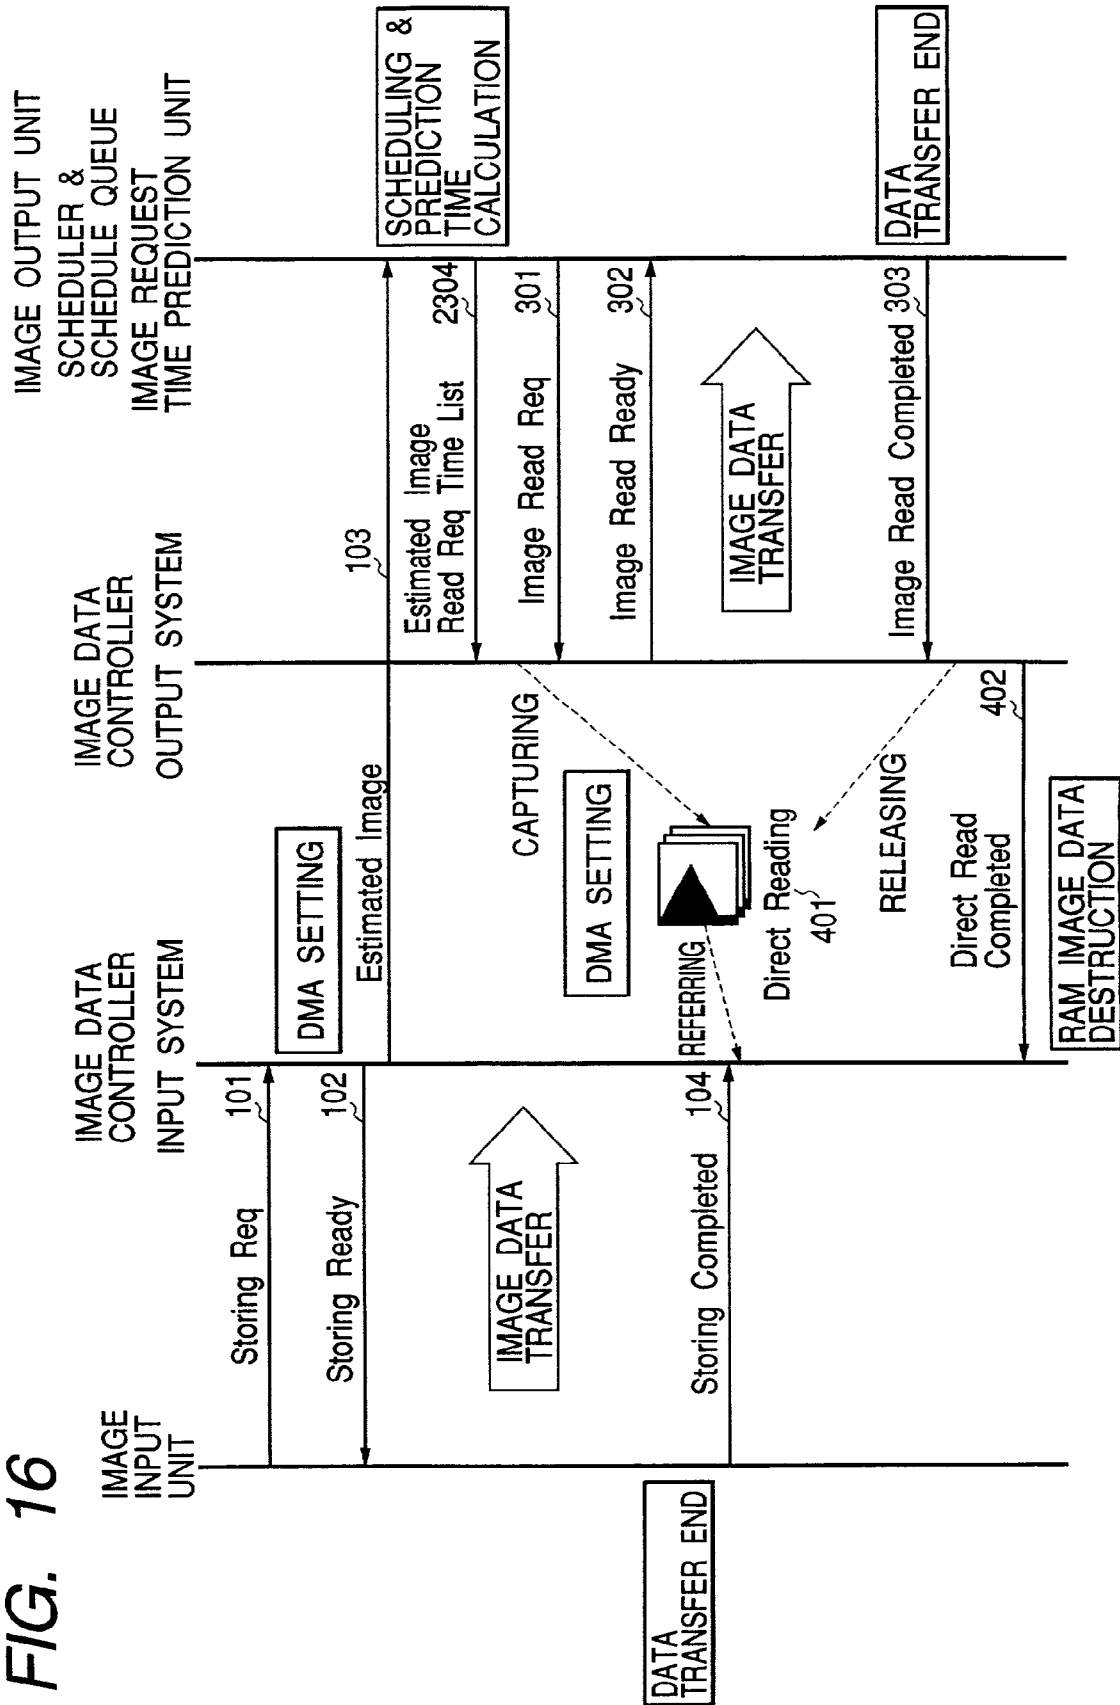 FIG. 16
IMAGE
INPUT
UNIT
IMAGE DATA
CONTROLLER
INPUT SYSTEM
IMAGE DATA
CONTROLLER
OUTPUT SYSTEM
IMAGE OUTPUT UNIT
SCHEDULER &
SCHEDULE QUEUE
IMAGE REQUEST
TIME PREDICTION UNIT
Storing Req
101
DMA SETTING
Storing Ready
102
Estimated Image
103
SCHEDULING &
PREDICTION
TIME
CALCULATION
Estimated Image
Read Req Time List
2304
IMAGE DATA
TRANSFER
CAPTURING
Image Read Req
301
DMA SETTING
Image Read Ready
302
DATA
TRANSFER END
Storing Completed
104
REFERRING
Direct Reading
401
IMAGE DATA
TRANSFER
RELEASING
Image Read Completed
303
DATA
TRANSFER END
Direct Read
Completed
402
RAM IMAGE DATA
DESTRUCTION